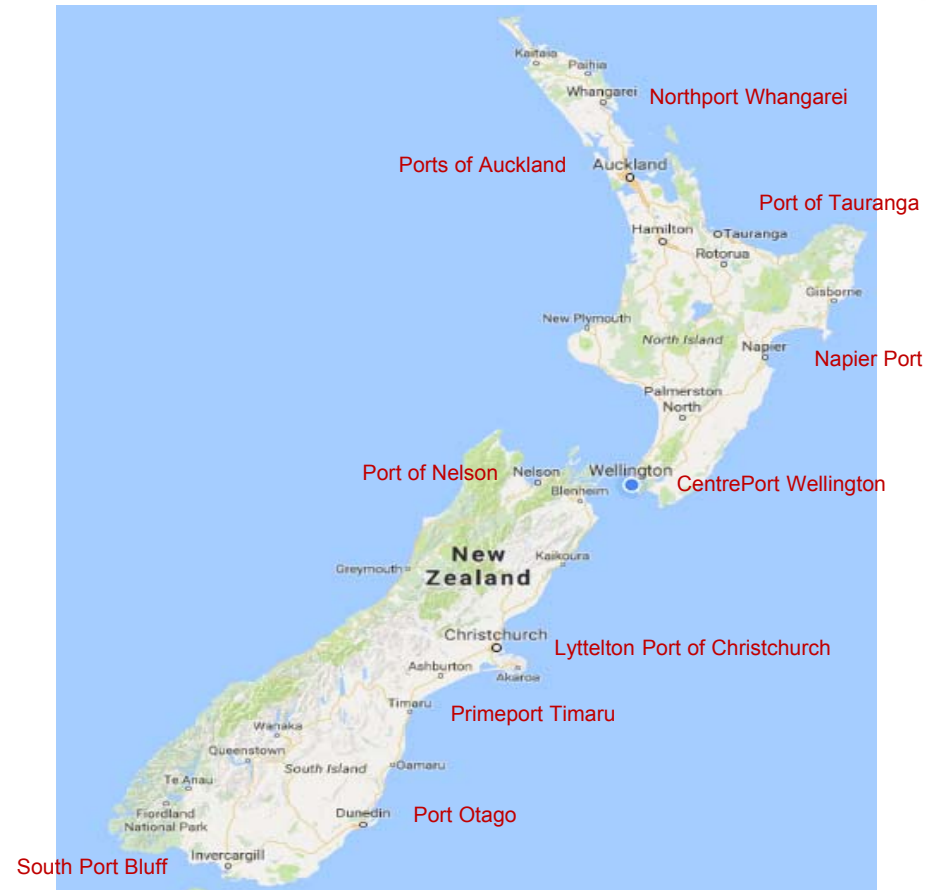 Kaitaia
Paihia
Whangarei
Northport Whangarei
Ports of Auckland
Auckland
Port of Tauranga
Hamilton
Tauranga
Rotorua
Gisborne
New Plymouth
North Island
Napier
Napier Port
Palmerston
North
Port of Nelson
Nelson
Wellington
CentrePort Wellington
Blenheim
New
Zealand
Kaikoura
Greymouth
Christchurch
Lyttelton Port of Christchurch
Ashburton
Akaroa
Timaru
Primeport Timaru
Wanaka
Queenstown
South Island
Oamaru
Te Anau
Fiordland
National Park
Dunedin
Port Otago
Invercargill
South Port Bluff